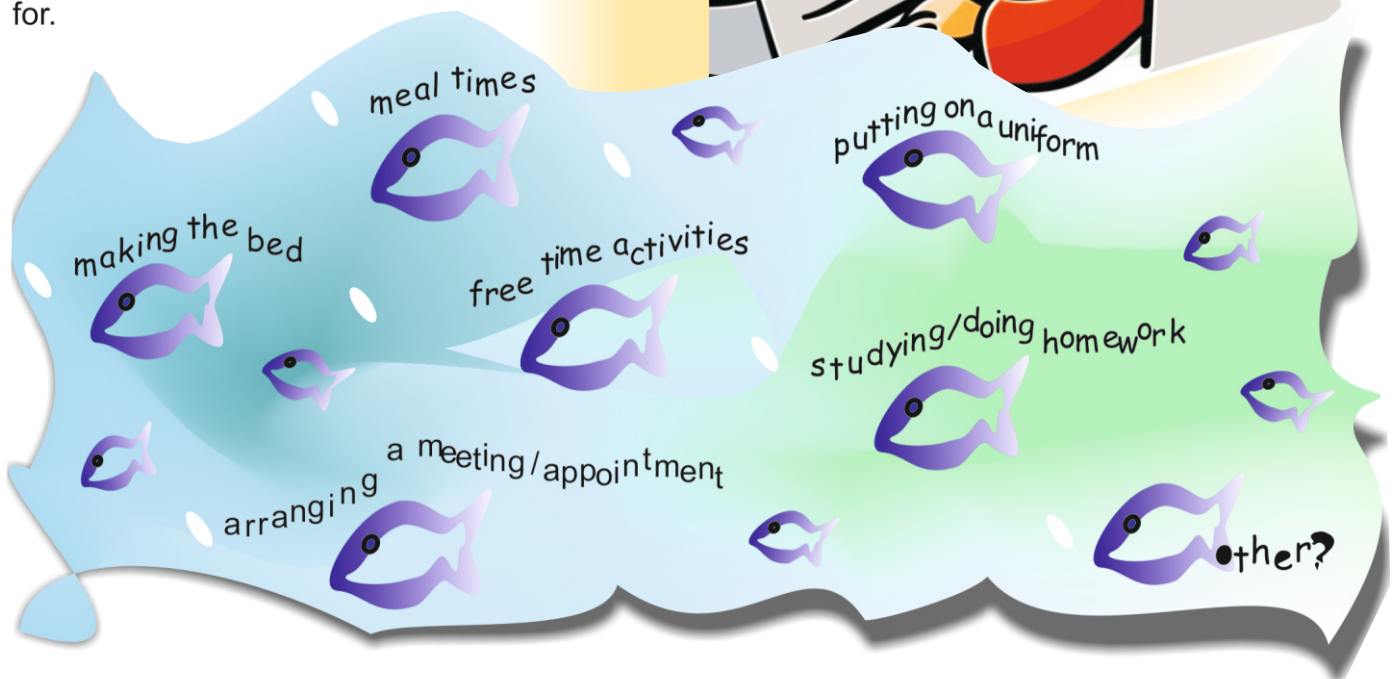 for.
meal times
putting on a uniform
making the bed
free time activities
studying/doing homework
arranging a meeting/appointment
other?